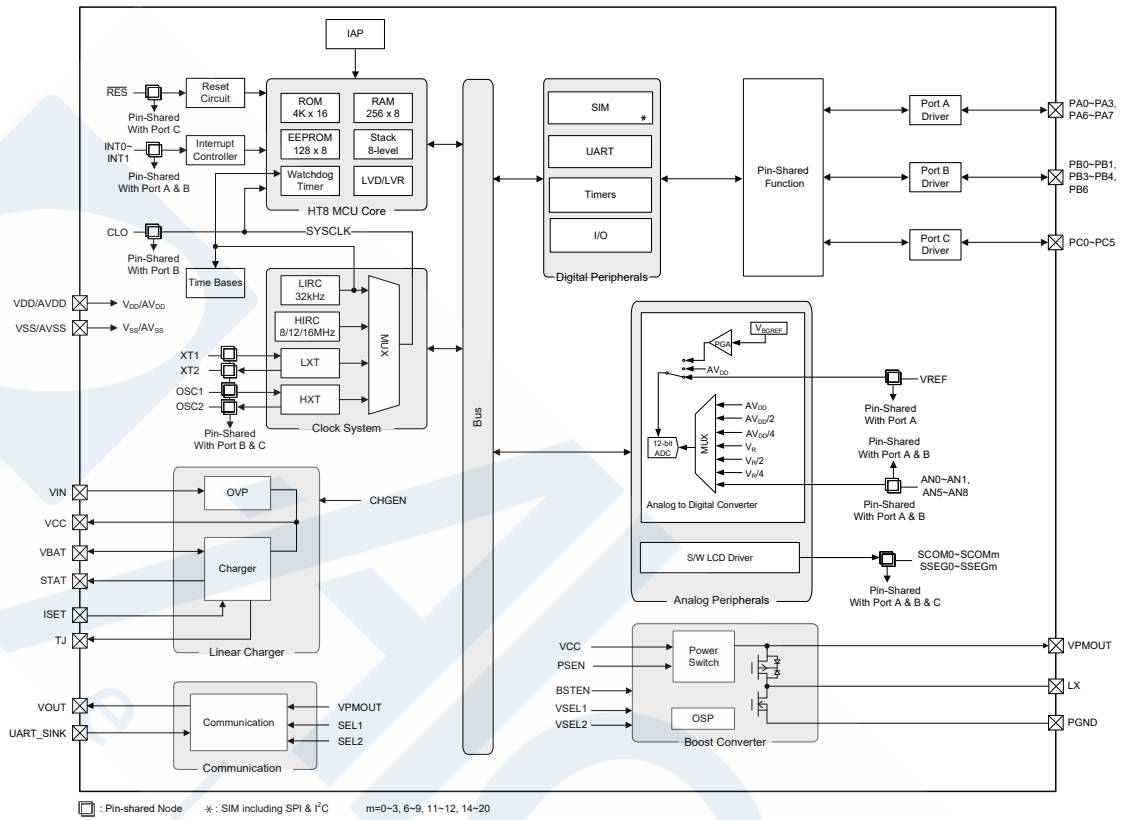 IAP
RES
Reset
Circuit
Pin-Shared
With Port C
INT0~
INT1
Interrupt
Controller
Pin-Shared
With Port A & B
ROM
4K x 16
RAM
256 x 8
EEPROM
128 x 8
Stack
8-level
Watchdog
Timer
LVD/LVR
HT8 MCU Core
CLO
SYSCLK
Pin-Shared
With Port B
Time Bases
VDD/AVDD
VDD/AVDD
VSS/AVSS
VSS/AVSS
LIRC
32kHz
HIRC
8/12/16MHz
XT1
XT2
LXT
OSC1
OSC2
HXT
MUX
Pin-Shared
With Port B & C
Clock System
Bus
SIM
*
UART
Timers
I/O
Digital Peripherals
Pin-Shared
Function
Port A
Driver
PA0~PA3,
PA6~PA7
Port B
Driver
PB0~PB1,
PB3~PB4,
PB6
Port C
Driver
PC0~PC5
VBGREF
PGA
AVDD
VREF
Pin-Shared
With Port A
AVDD
AVDD/2
AVDD/4
VR
VR/2
VR/4
MUX
12-bit
ADC
Pin-Shared
With Port A & B
AN0~AN1,
AN5~AN8
Pin-Shared
With Port A & B
Analog to Digital Converter
S/W LCD Driver
SCOM0~SCOMm
SSEG0~SSEGm
Pin-Shared
With Port A & B & C
Analog Peripherals
VIN
OVP
CHGEN
VCC
VBAT
Charger
STAT
ISET
TJ
Linear Charger
VOUT
UART_SINK
Communication
VPMOUT
SEL1
SEL2
Communication
VCC
PSEN
Power
Switch
BSTEN
VSEL1
VSEL2
OSP
Boost Converter
VPMOUT
LX
PGND
: Pin-shared Node
* : SIM including SPI & I²C
m=0~3, 6~9, 11~12, 14~20